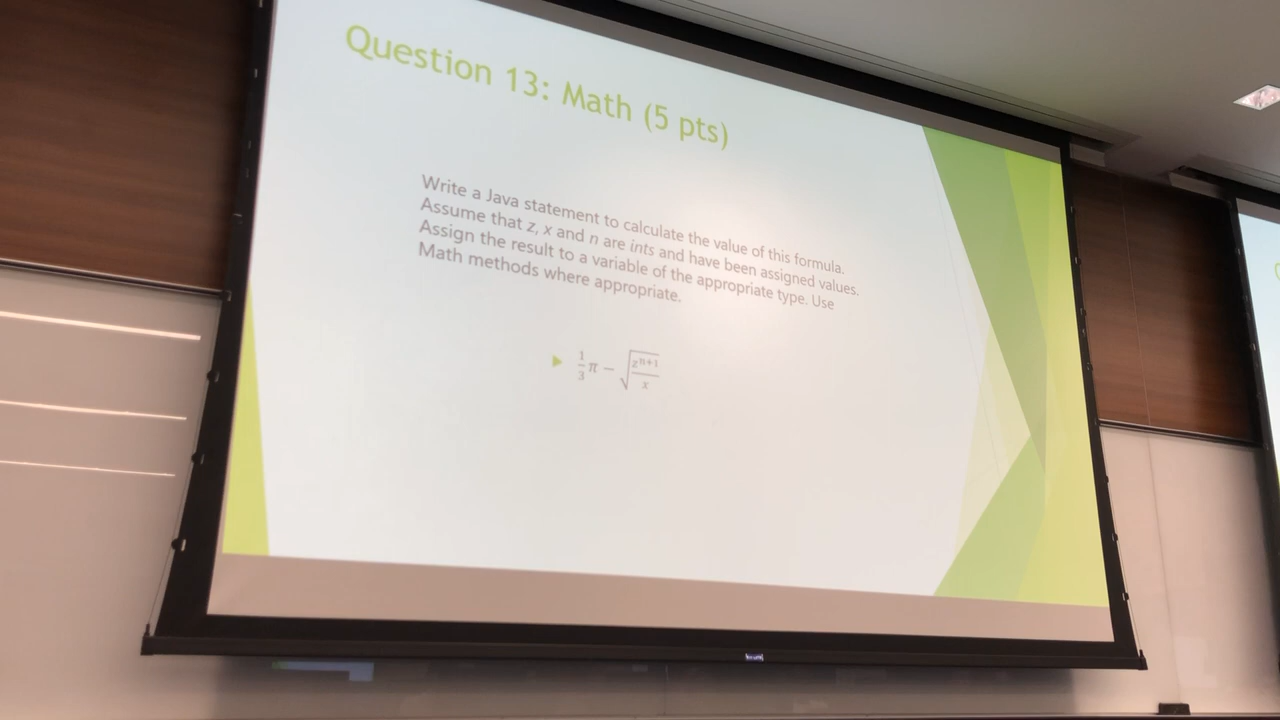 Question 13: Math (5 pts)
Write a Java statement to calculate the value of this formula.
Assume that z, x and n are ints and have been assigned values.
Assign the result to a variable of the appropriate type. Use
Math methods where appropriate.
1/3 π − √(zⁿ⁺¹/x)